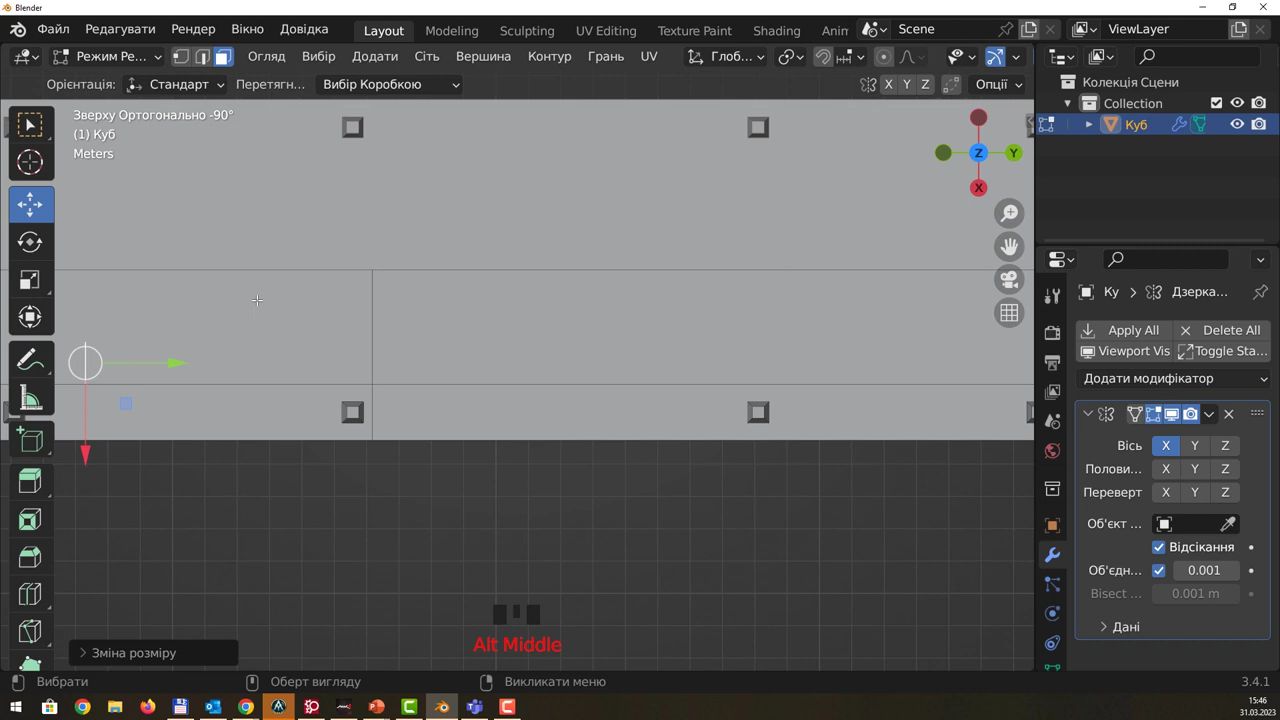 Blender
Файл Редагувати Рендер Вікно Довідка Layout Modeling Sculpting UV Editing Texture Paint Shading Anim Scene ViewLayer
Режим Ре... Огляд Вибір Додати Сіть Вершина Контур Грань UV Глоб...
Орієнтація: Стандарт Перетяг... Вибір Коробкою X Y Z Опції
Зверху Ортогонально -90°
(1) Куб
Meters
Z Y
X
Колекція Сцени
Collection
Куб
Ку Дзерка...
Apply All Delete All
Viewport Vis Toggle Sta...
Додати модифікатор
Вісь X Y Z
Полови... X Y Z
Переверт X Y Z
Об'єкт ...
Відсікання
Об'єдн... 0.001
Bisect ... 0.001 m
Дані
Alt Middle
Зміна розміру
Вибрати Оберт вигляду Викликати меню 3.4.1
15:46
31.03.2023